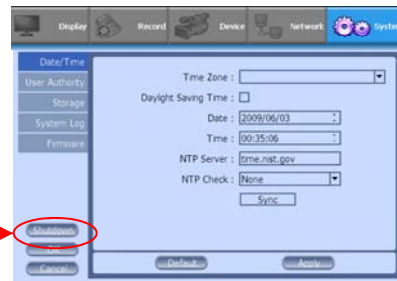 Display Record Device Network System
Date/Time
User Authority
Storage
System Log
Firmware
Time Zone :
Daylight Saving Time :
Date : 2009/06/03
Time : 00:35:06
NTP Server : time.nist.gov
NTP Check : None
Sync
Shutdown
OK
Cancel
Default
Apply